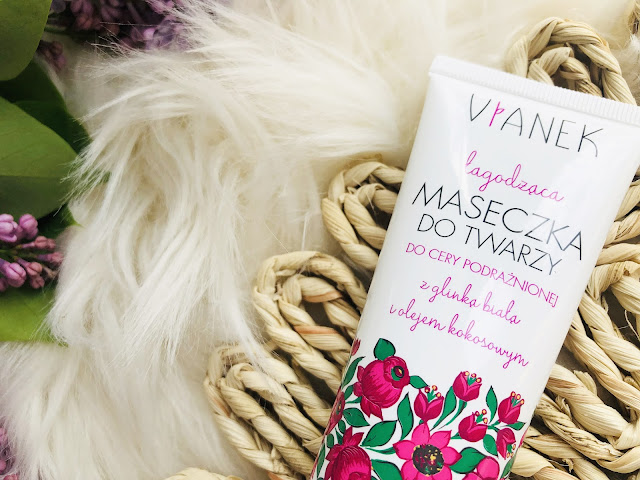 VIANEK
łagodząca
MASECZKA
DO TWARZY
DO CERY PODRAŻNIONEJ
z glinką białą
i olejem kokosowym